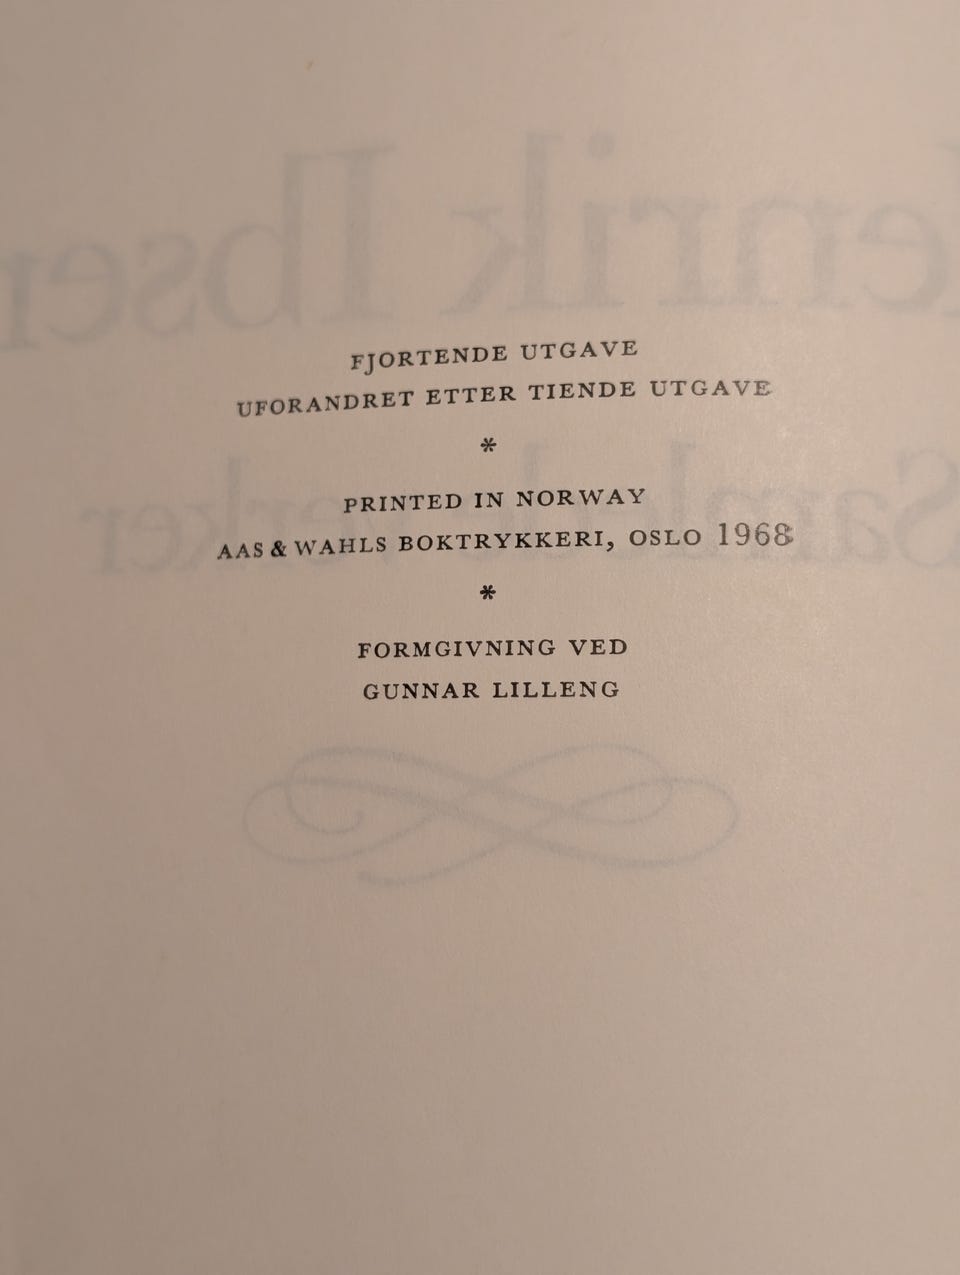 FJORTENDE UTGAVE
UFORANDRET ETTER TIENDE UTGAVE
*
PRINTED IN NORWAY
AAS & WAHLS BOKTRYKKERI, OSLO 1968
*
FORMGIVNING VED
GUNNAR LILLENG